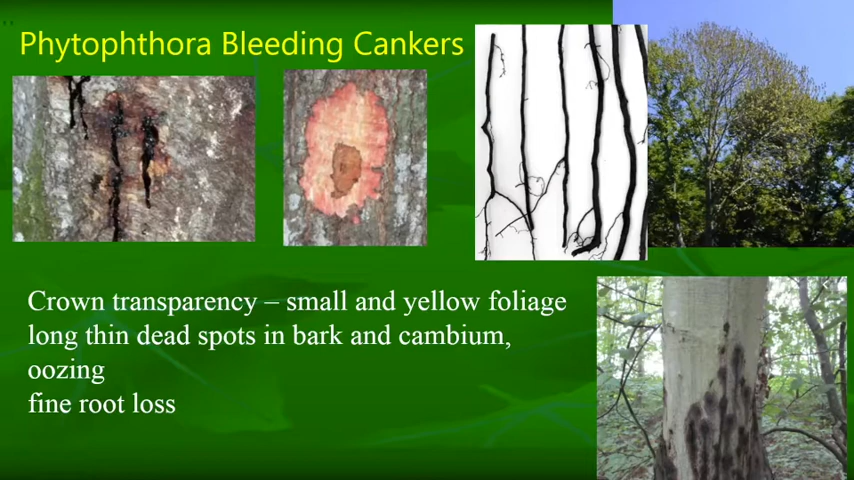 Phytophthora Bleeding Cankers
Crown transparency – small and yellow foliage
long thin dead spots in bark and cambium,
oozing
fine root loss